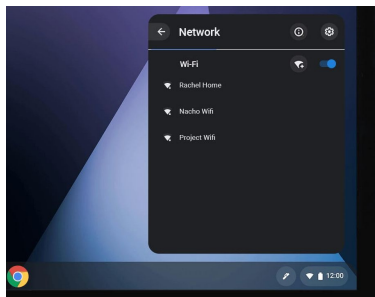 Network
Wi-Fi
Rachel Home
Nacho Wifi
Project Wifi
12:00